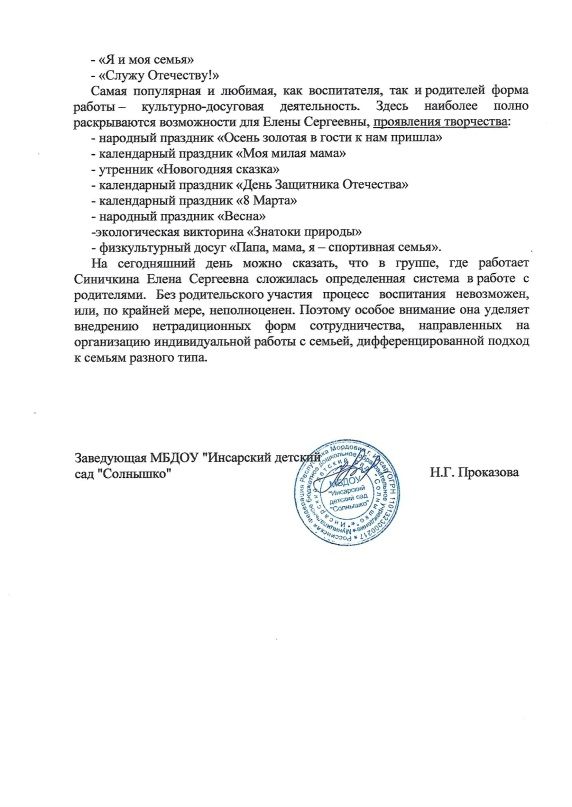 - «Я и моя семья»
- «Служу Отечеству!»
Самая популярная и любимая, как воспитателя, так и родителей форма
работы – культурно-досуговая деятельность. Здесь наиболее полно
раскрываются возможности для Елены Сергеевны, проявления творчества:
- народный праздник «Осень золотая в гости к нам пришла»
- календарный праздник «Моя милая мама»
- утренник «Новогодняя сказка»
- календарный праздник «День Защитника Отечества»
- календарный праздник «8 Марта»
- народный праздник «Весна»
-экологическая викторина «Знатоки природы»
- физкультурный досуг «Папа, мама, я – спортивная семья».
На сегодняшний день можно сказать, что в группе, где работает
Синичкина Елена Сергеевна сложилась определенная система в работе с
родителями. Без родительского участия процесс воспитания невозможен,
или, по крайней мере, неполноценен. Поэтому особое внимание она уделяет
внедрению нетрадиционных форм сотрудничества, направленных на
организацию индивидуальной работы с семьей, дифференцированной подход
к семьям разного типа.
Заведующая МБДОУ "Инсарский детский
сад "Солнышко"
Н.Г. Проказова
МБДОУ
"Инсарский
детский сад
"Солнышко"